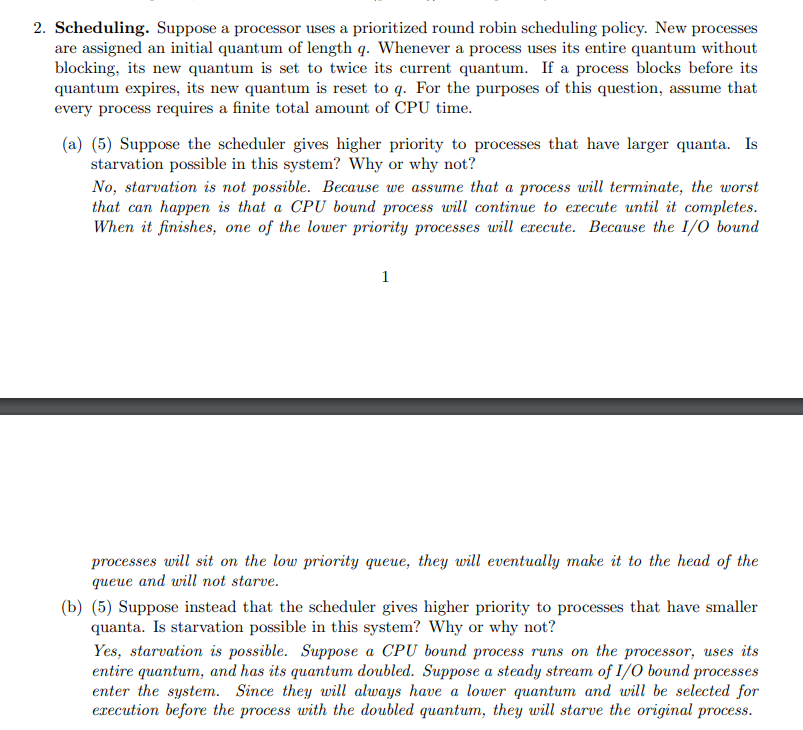 2. Scheduling. Suppose a processor uses a prioritized round robin scheduling policy. New processes
are assigned an initial quantum of length q. Whenever a process uses its entire quantum without
blocking, its new quantum is set to twice its current quantum. If a process blocks before its
quantum expires, its new quantum is reset to q. For the purposes of this question, assume that
every process requires a finite total amount of CPU time.
(a) (5) Suppose the scheduler gives higher priority to processes that have larger quanta. Is
starvation possible in this system? Why or why not?
No, starvation is not possible. Because we assume that a process will terminate, the worst
that can happen is that a CPU bound process will continue to execute until it completes.
When it finishes, one of the lower priority processes will execute. Because the I/O bound
1
processes will sit on the low priority queue, they will eventually make it to the head of the
queue and will not starve.
(b) (5) Suppose instead that the scheduler gives higher priority to processes that have smaller
quanta. Is starvation possible in this system? Why or why not?
Yes, starvation is possible. Suppose a CPU bound process runs on the processor, uses its
entire quantum, and has its quantum doubled. Suppose a steady stream of I/O bound processes
enter the system. Since they will always have a lower quantum and will be selected for
execution before the process with the doubled quantum, they will starve the original process.